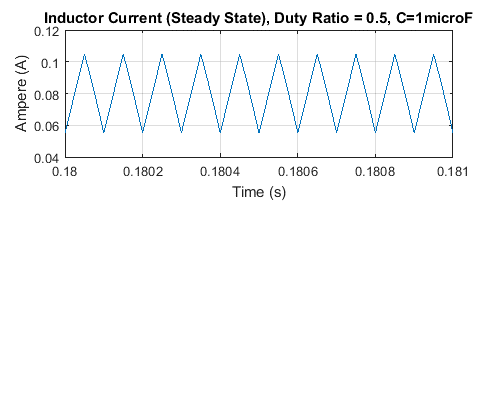 Inductor Current (Steady State), Duty Ratio = 0.5, C=1microF
0.12
0.1
0.08
0.06
0.04
Ampere (A)
0.18 0.1802 0.1804 0.1806 0.1808 0.181
Time (s)